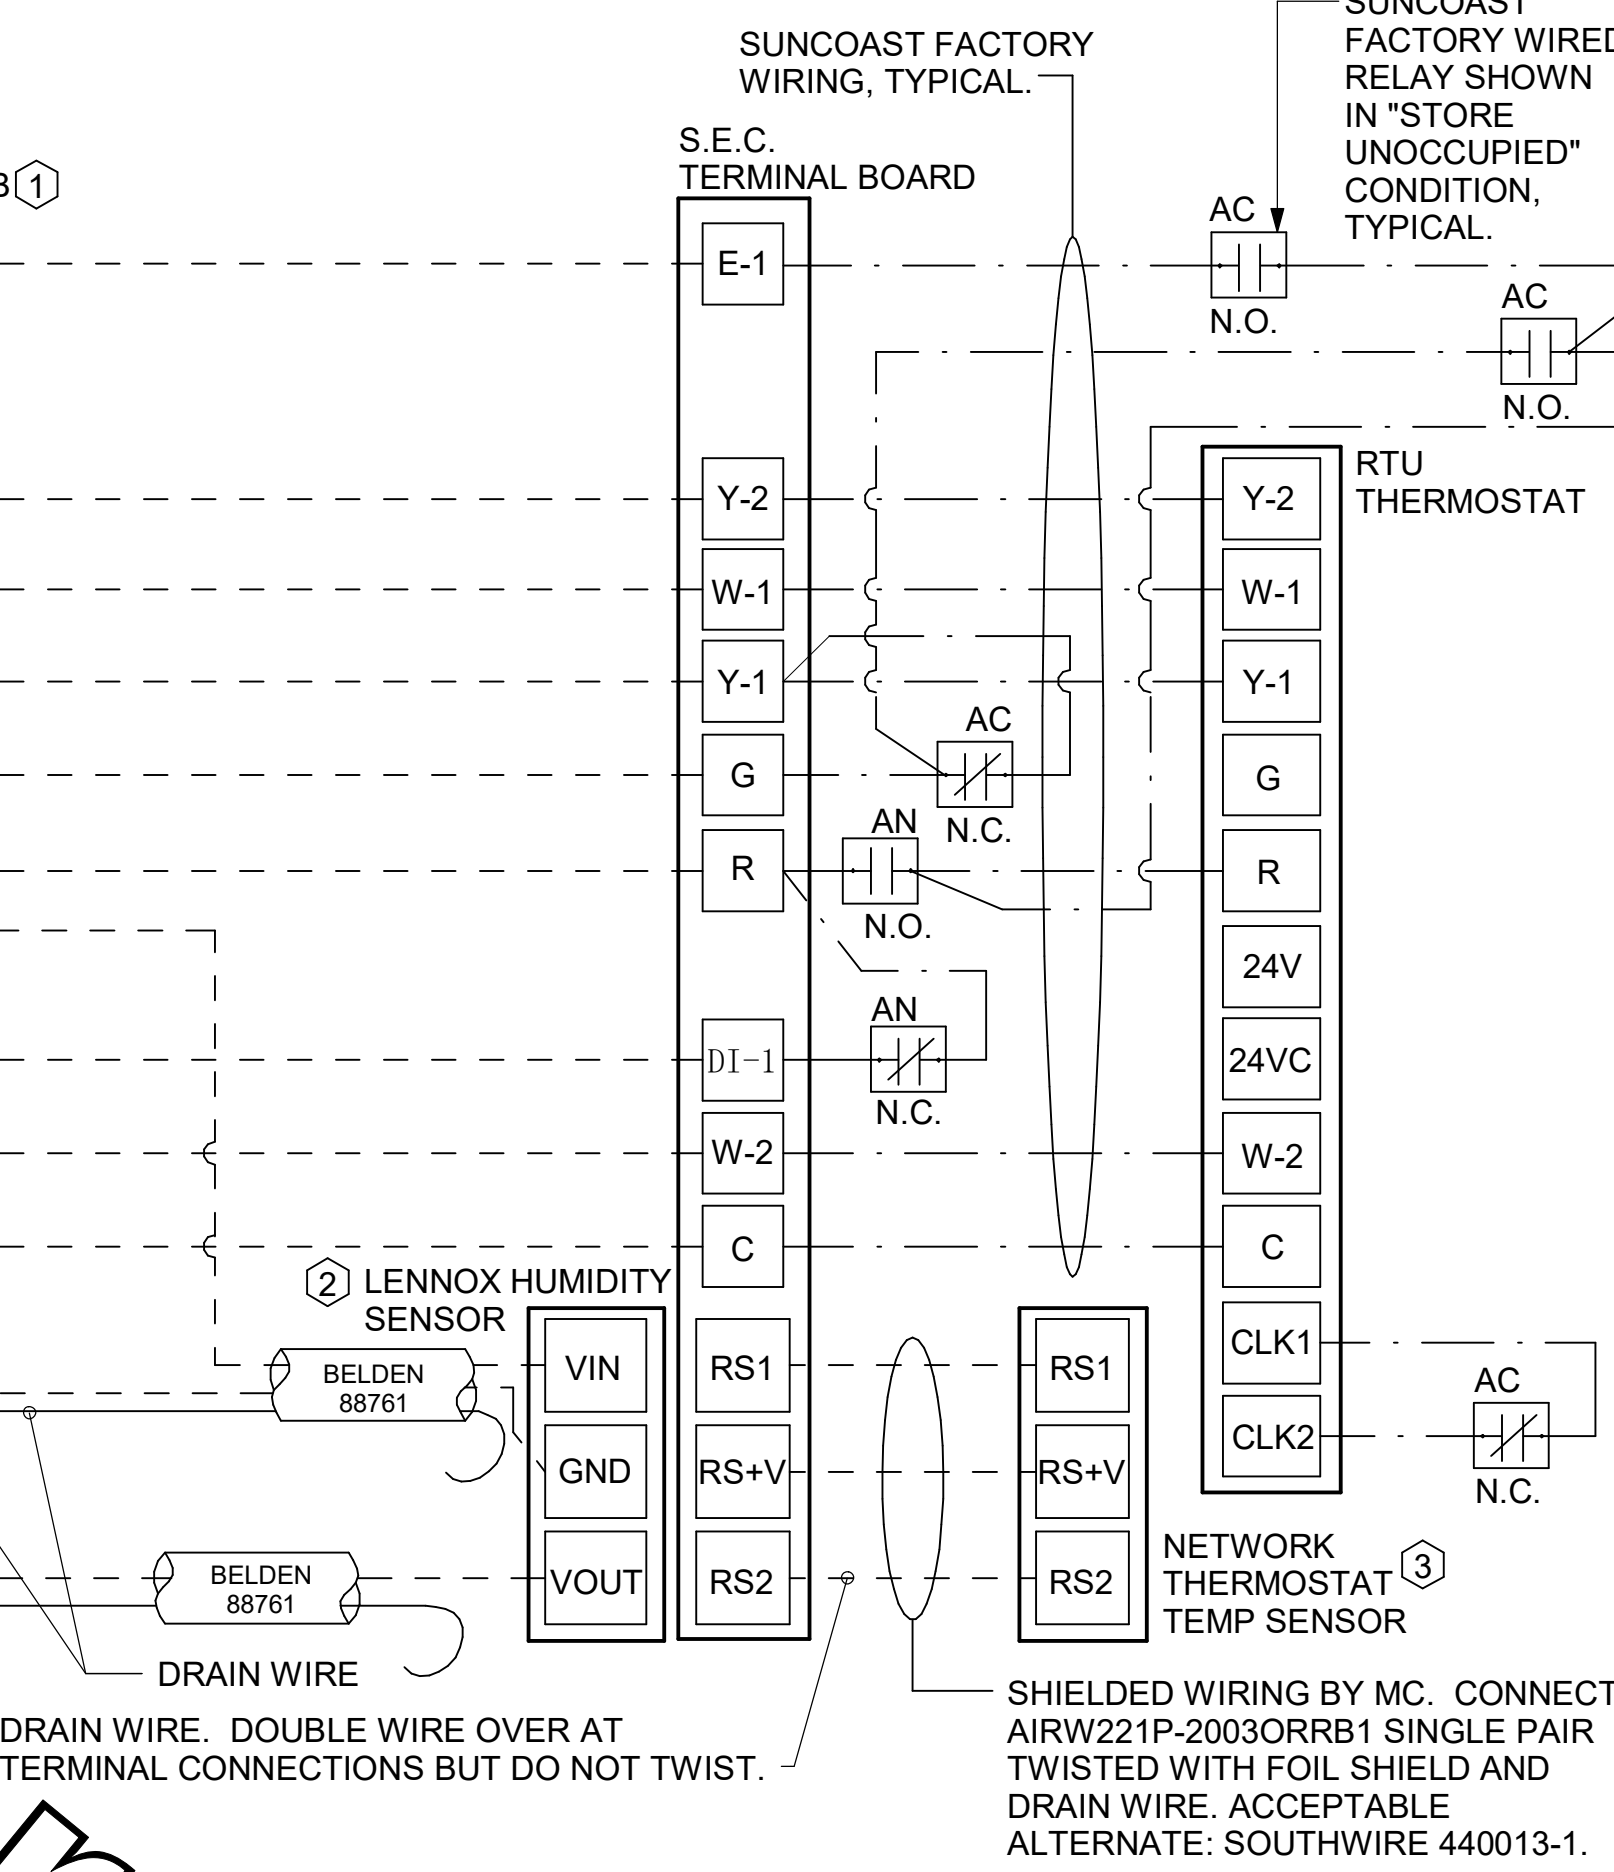 SUNCOAST FACTORY
WIRING, TYPICAL.
SUNCOAST
FACTORY WIRED
RELAY SHOWN
IN "STORE
UNOCCUPIED"
CONDITION,
TYPICAL.
S.E.C.
TERMINAL BOARD
B 1
E-1
AC
N.O.
AC
N.O.
RTU
THERMOSTAT
Y-2
Y-2
W-1
W-1
Y-1
Y-1
AC
G
G
N.C.
AN
R
R
N.O.
24V
AN
DI-1
24VC
N.C.
W-2
W-2
C
C
2 LENNOX HUMIDITY
SENSOR
BELDEN
88761
VIN
RS1
RS1
CLK1
AC
CLK2
N.C.
GND
RS+V
RS+V
BELDEN
88761
VOUT
RS2
RS2
NETWORK
THERMOSTAT 3
TEMP SENSOR
DRAIN WIRE
DRAIN WIRE. DOUBLE WIRE OVER AT
TERMINAL CONNECTIONS BUT DO NOT TWIST.
SHIELDED WIRING BY MC. CONNECT
AIRW221P-2003ORRB1 SINGLE PAIR
TWISTED WITH FOIL SHIELD AND
DRAIN WIRE. ACCEPTABLE
ALTERNATE: SOUTHWIRE 440013-1.